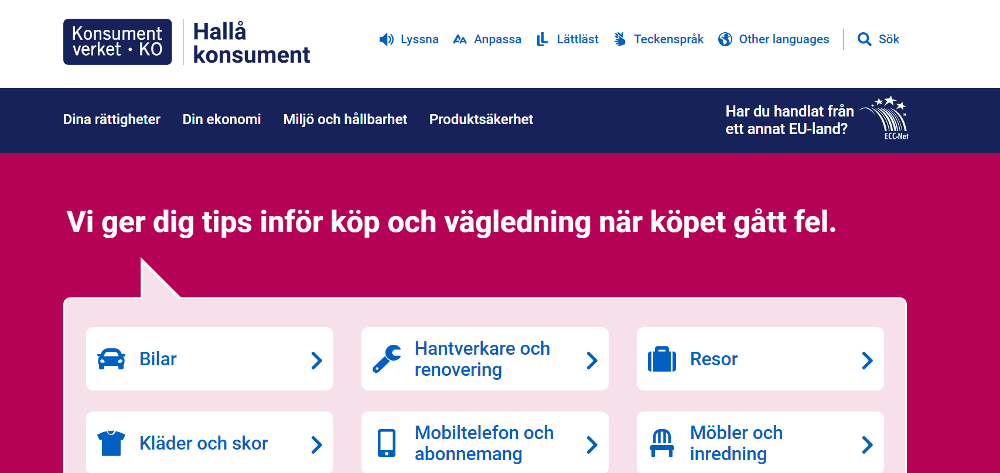 Konsument
verket • KO
Hallå
konsument
Lyssna
Anpassa
Lättläst
Teckenspråk
Other languages
Sök
Dina rättigheter
Din ekonomi
Miljö och hållbarhet
Produktsäkerhet
Har du handlat från
ett annat EU-land?
ECC-Net
Vi ger dig tips inför köp och vägledning när köpet gått fel.
Bilar
Hantverkare och
renovering
Resor
Kläder och skor
Mobiltelefon och
abonnemang
Möbler och
inredning